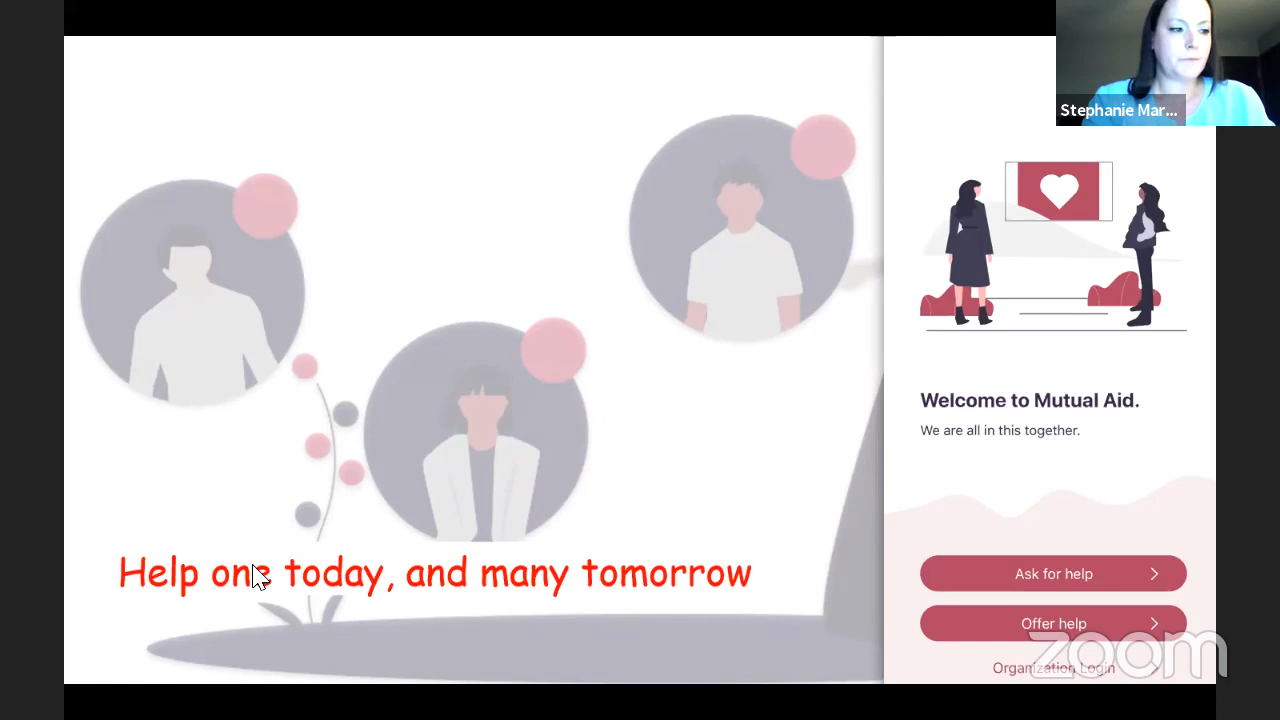 Stephanie Mar...
Welcome to Mutual Aid.
We are all in this together.
Help one today, and many tomorrow
Ask for help
Offer help
Organization Login
zoom